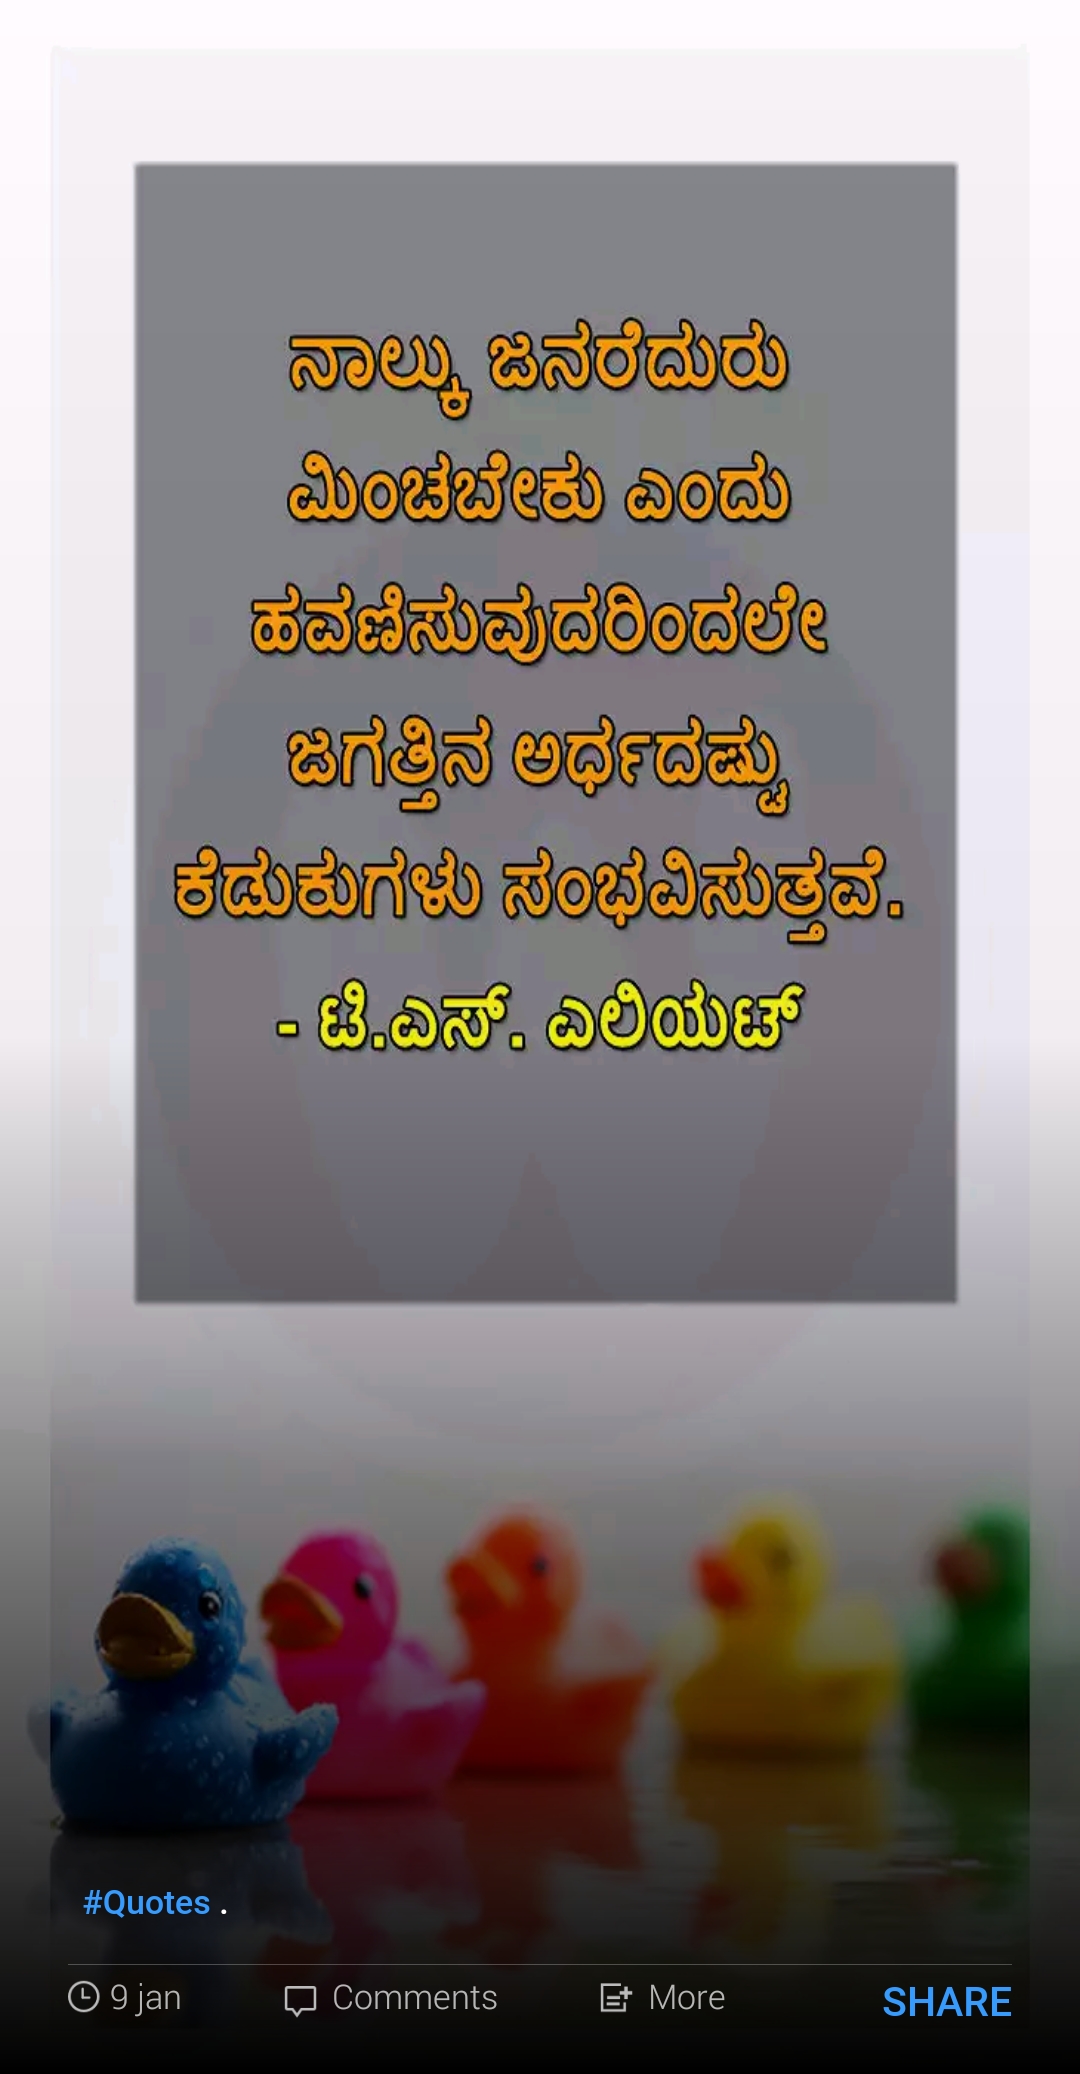 ನಾಲ್ಕು ಜನರೆದುರು
ಮಿಂಚಬೇಕು ಎಂದು
ಹವಣಿಸುವುದರಿಂದಲೇ
ಜಗತ್ತಿನ ಅರ್ಧದಷ್ಟು
ಕೆಡುಕುಗಳು ಸಂಭವಿಸುತ್ತವೆ.
- ಟಿ.ಎಸ್. ಎಲಿಯಟ್
#Quotes .
9 jan Comments More SHARE